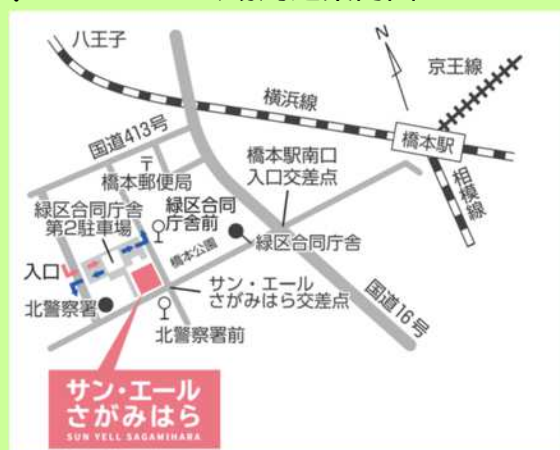 八王子
N
京王線
横浜線
橋本駅
相模線
国道413号
〒
橋本郵便局
橋本駅南口
入口交差点
緑区合同庁舎
第2駐車場
緑区合同
庁舎前
緑区合同庁舎
橋本公園
入口
サン・エール
さがみはら交差点
国道16号
北警察署
北警察署前
サン・エール
さがみはら
SUN YELL SAGAMIHARA